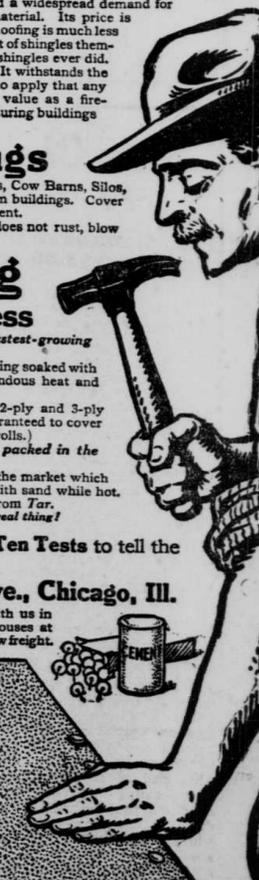 d a widespread demand for
aterial. Its price is
oofing is much less
t of shingles them-
shingles ever did.
It withstands the
o apply that any
value as a fire-
uring buildings
gs
s, Cow Barns, Silos,
n buildings. Cover
ent.
loes not rust, blow
g
ess
stest-growing
ing soaked with
ndous heat and
2-ply and 3-ply
ranteed to cover
olls.)
packed in the
the market which
ith sand while hot.
rom Tar.
eal thing!
Ten Tests to tell the
ve., Chicago, Ill.
th us in
ouses at
w freight.
CEMENT